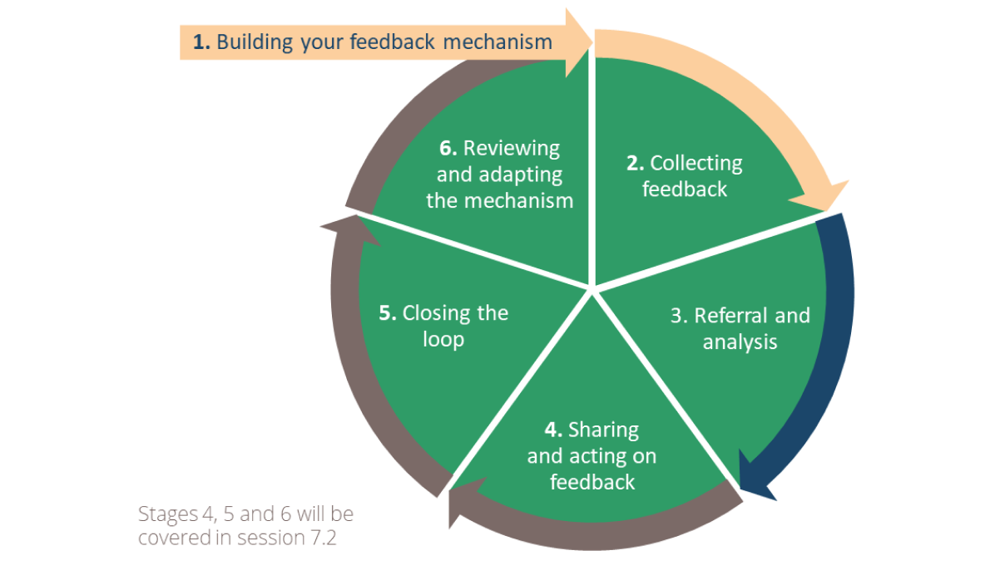 1. Building your feedback mechanism
2. Collecting
feedback
3. Referral and
analysis
4. Sharing
and acting on
feedback
5. Closing the
loop
6. Reviewing
and adapting
the mechanism
Stages 4, 5 and 6 will be
covered in session 7.2